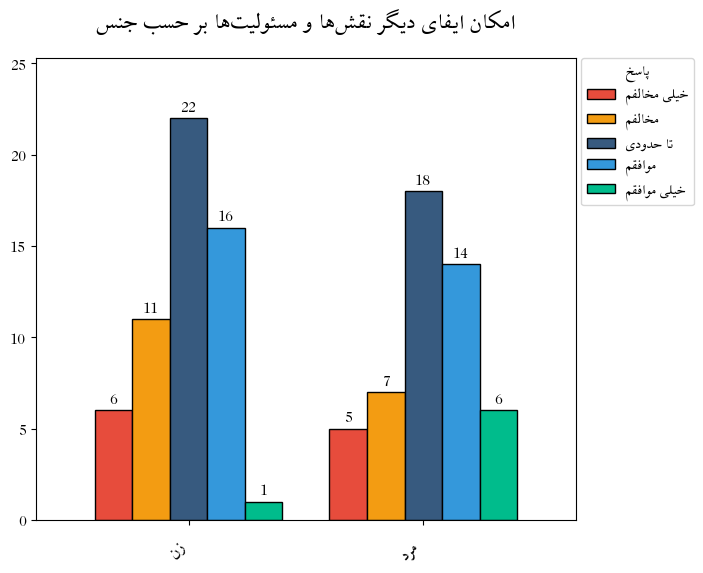 امکان ایفای دیگر نقش‌ها و مسئولیت‌ها بر حسب جنس
پاسخ
خیلی مخالفم
مخالفم
تا حدودی
موافقم
خیلی موافقم
25
20
15
10
5
0
6
11
22
16
1
5
7
18
14
6
زن
مرد